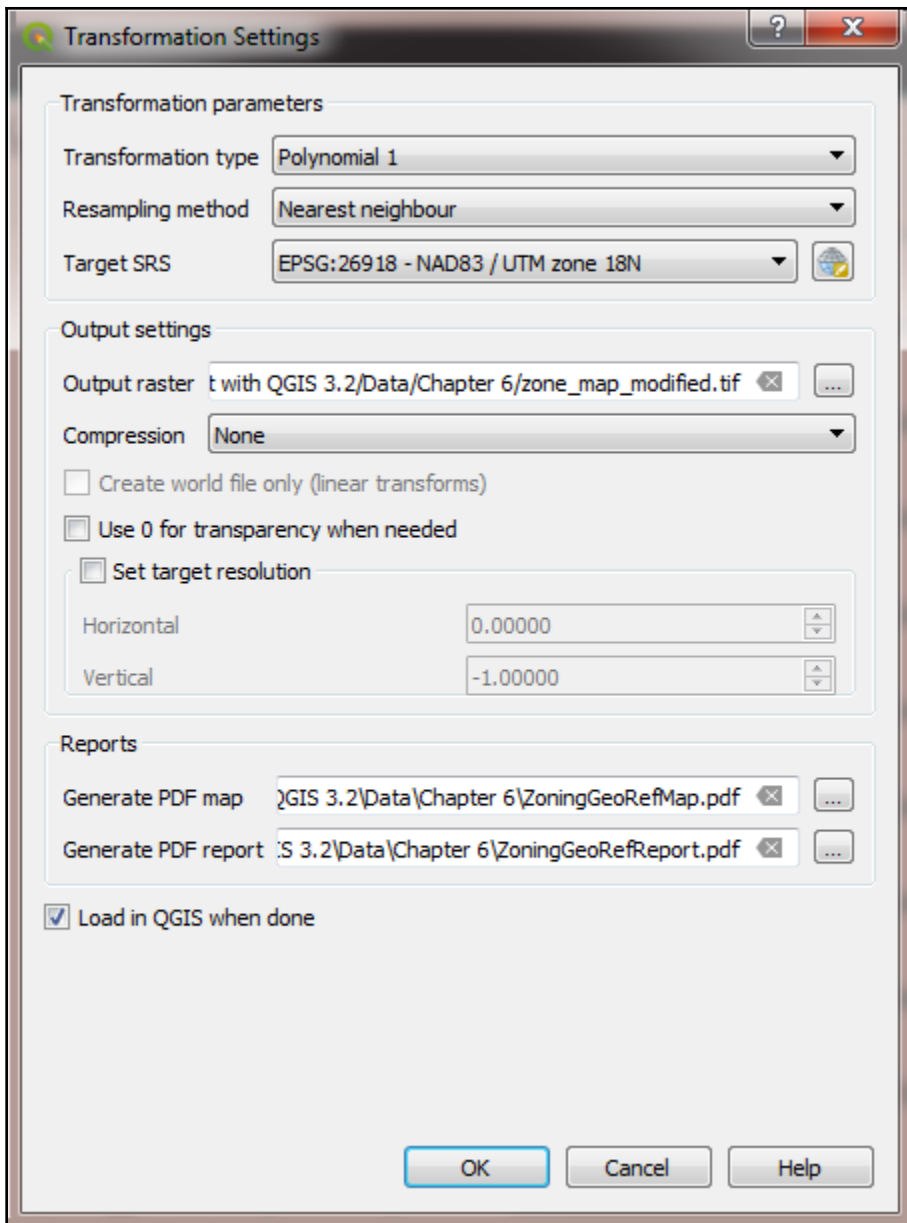 Transformation Settings
Transformation parameters
Transformation type Polynomial 1
Resampling method Nearest neighbour
Target SRS EPSG:26918 - NAD83 / UTM zone 18N
Output settings
Output raster t with QGIS 3.2/Data/Chapter 6/zone_map_modified.tif ...
Compression None
Create world file only (linear transforms)
Use 0 for transparency when needed
Set target resolution
Horizontal 0.00000
Vertical -1.00000
Reports
Generate PDF map QGIS 3.2\Data\Chapter 6\ZoningGeoRefMap.pdf ...
Generate PDF report IS 3.2\Data\Chapter 6\ZoningGeoRefReport.pdf ...
Load in QGIS when done
OK Cancel Help